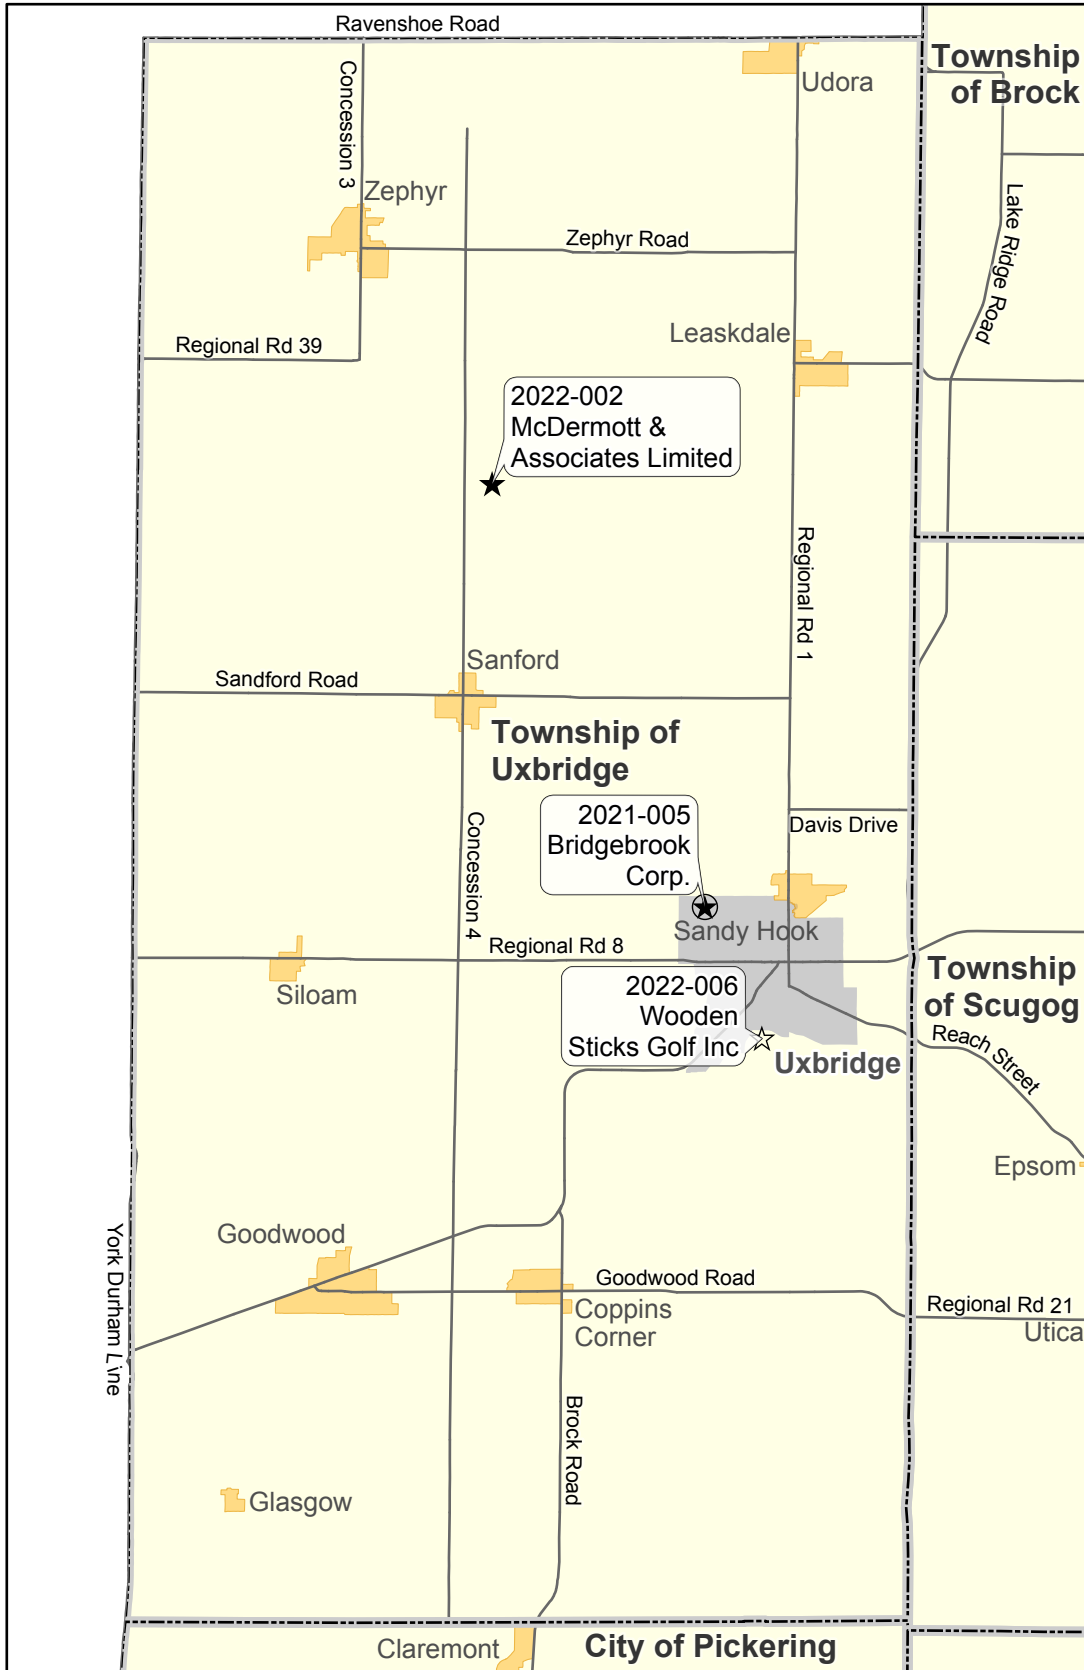 Ravenshoe Road
Township
of Brock
Udora
Concession 3
Zephyr
Lake Ridge Road
Zephyr Road
Leaskdale
Regional Rd 39
2022-002
McDermott &
Associates Limited
Regional Rd 1
Sanford
Sandford Road
Township of
Uxbridge
2021-005
Bridgebrook
Corp.
Davis Drive
Concession 4
Sandy Hook
Regional Rd 8
Siloam
Township
of Scugog
2022-006
Wooden
Sticks Golf Inc
Uxbridge
Reach Street
Epsom
Goodwood
York Durham Line
Goodwood Road
Regional Rd 21
Coppins
Corner
Utica
Brock Road
Glasgow
Claremont
City of Pickering